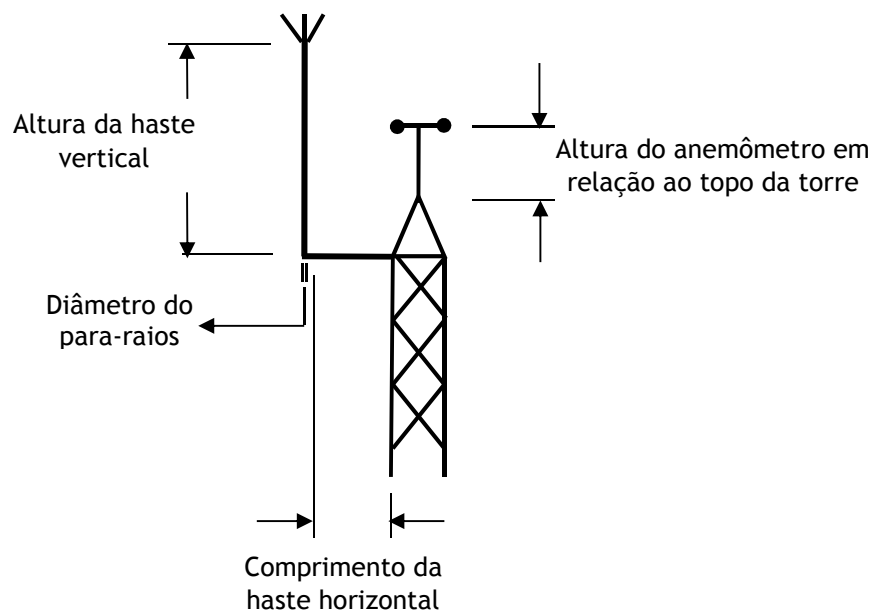 Altura da haste
vertical
Altura do anemômetro em
relação ao topo da torre
Diâmetro do
para-raios
Comprimento da
haste horizontal